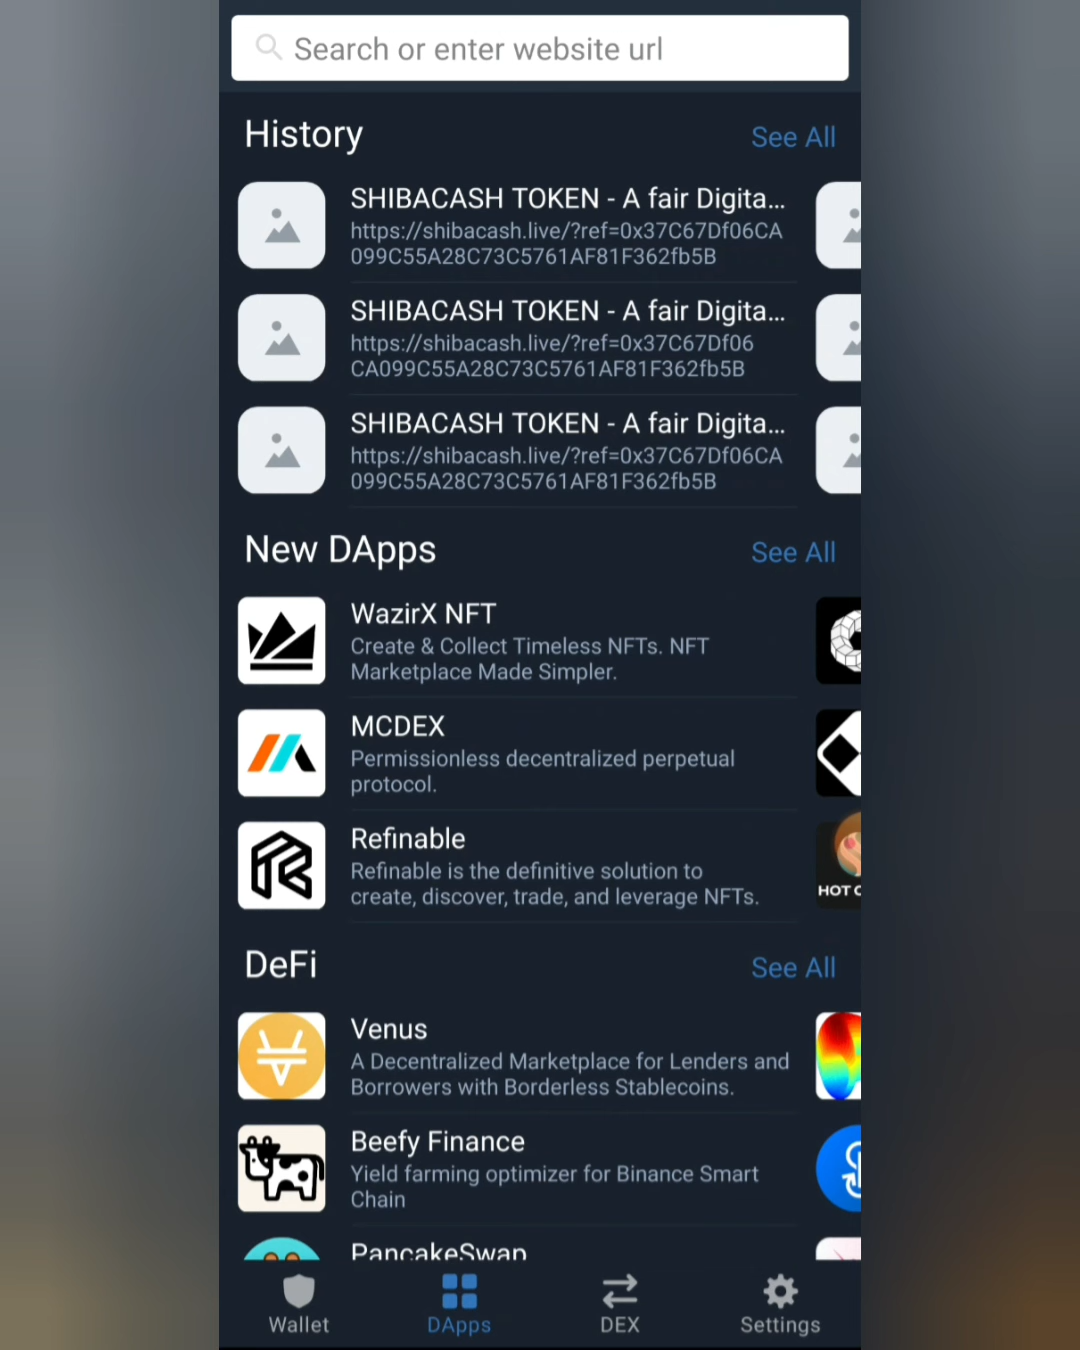 Search or enter website url
History
See All
SHIBACASH TOKEN - A fair Digita...
https://shibacash.live/?ref=0x37C67Df06CA
099C55A28C73C5761AF81F362fb5B
SHIBACASH TOKEN - A fair Digita...
https://shibacash.live/?ref=0x37C67Df06
CA099C55A28C73C5761AF81F362fb5B
SHIBACASH TOKEN - A fair Digita...
https://shibacash.live/?ref=0x37C67Df06CA
099C55A28C73C5761AF81F362fb5B
New DApps
See All
WazirX NFT
Create & Collect Timeless NFTs. NFT
Marketplace Made Simpler.
MCDEX
Permissionless decentralized perpetual
protocol.
Refinable
Refinable is the definitive solution to
create, discover, trade, and leverage NFTs.
HOT
DeFi
See All
Venus
A Decentralized Marketplace for Lenders and
Borrowers with Borderless Stablecoins.
Beefy Finance
Yield farming optimizer for Binance Smart
Chain
PancakeSwap
Wallet
DApps
DEX
Settings